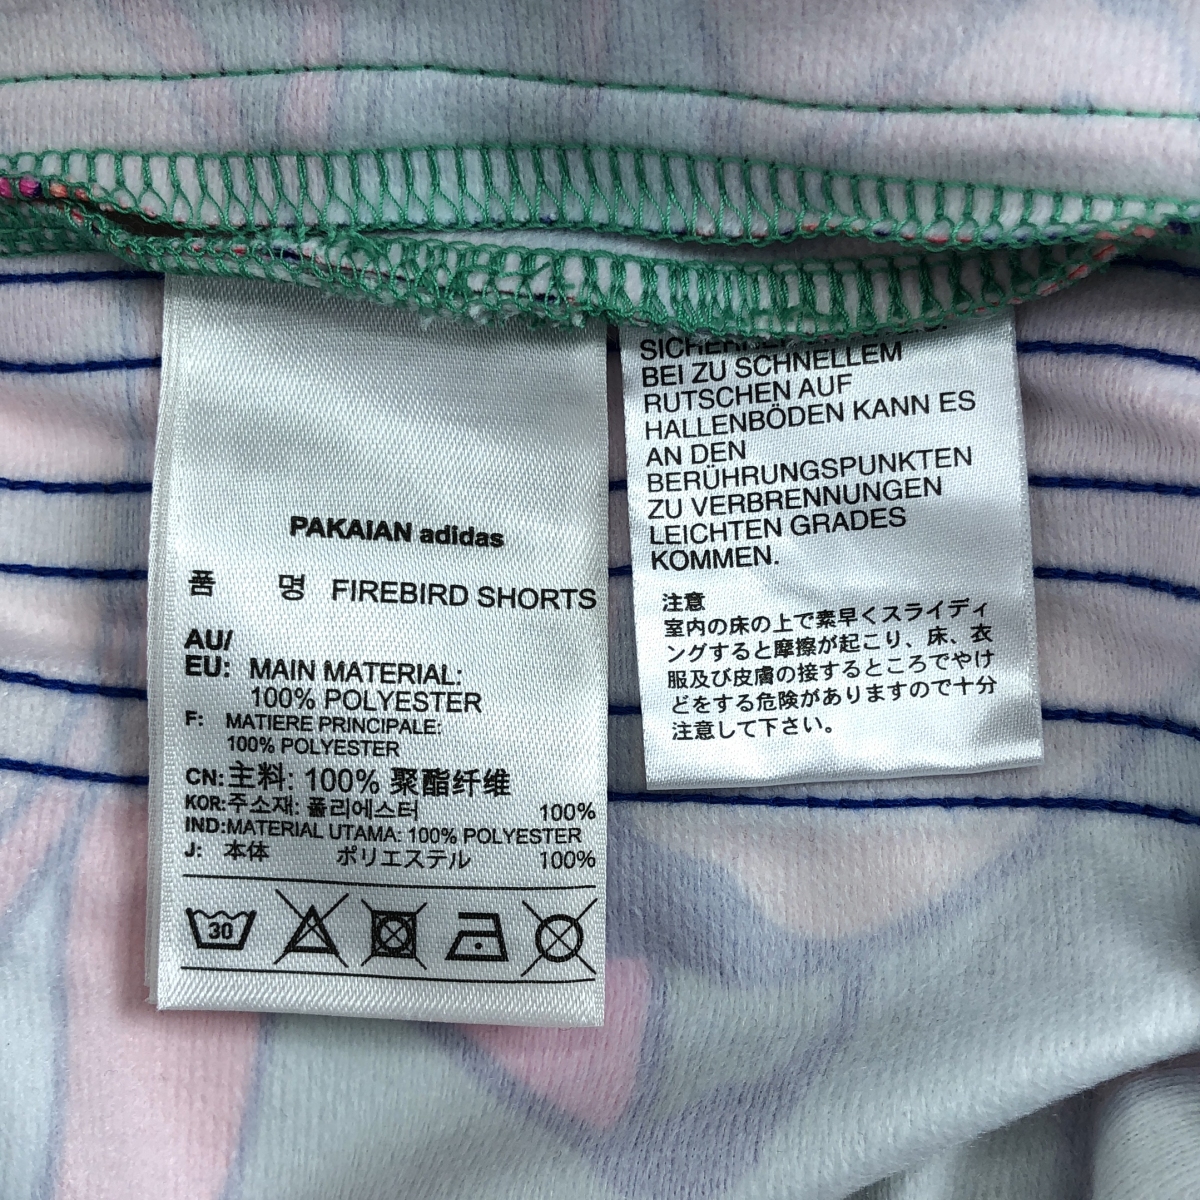 PAKAIAN adidas
품 명 FIREBIRD SHORTS
AU/
EU: MAIN MATERIAL:
100% POLYESTER
F: MATIERE PRINCIPALE:
100% POLYESTER
CN: 主料: 100% 聚酯纤维
KOR: 주소재: 폴리에스터 100%
IND: MATERIAL UTAMA: 100% POLYESTER
J: 本体 ポリエステル 100%
30
BEI ZU SCHNELLEM
RUTSCHEN AUF
HALLENBÖDEN KANN ES
AN DEN
BERÜHRUNGSPUNKTEN
ZU VERBRENNUNGEN
LEICHTEN GRADES
KOMMEN.
注意
室内の床の上で素早くスライディ
ングすると摩擦が起こり、床、衣
服及び皮膚の接するところでやけ
どをする危険がありますので十分
注意して下さい。